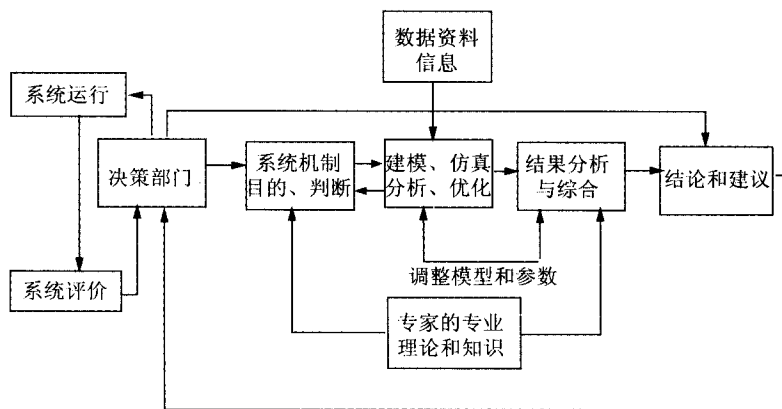 数据资料
信息
系统运行
决策部门
系统机制
目的、判断
建模、仿真
分析、优化
结果分析
与综合
结论和建议
调整模型和参数
系统评价
专家的专业
理论和知识